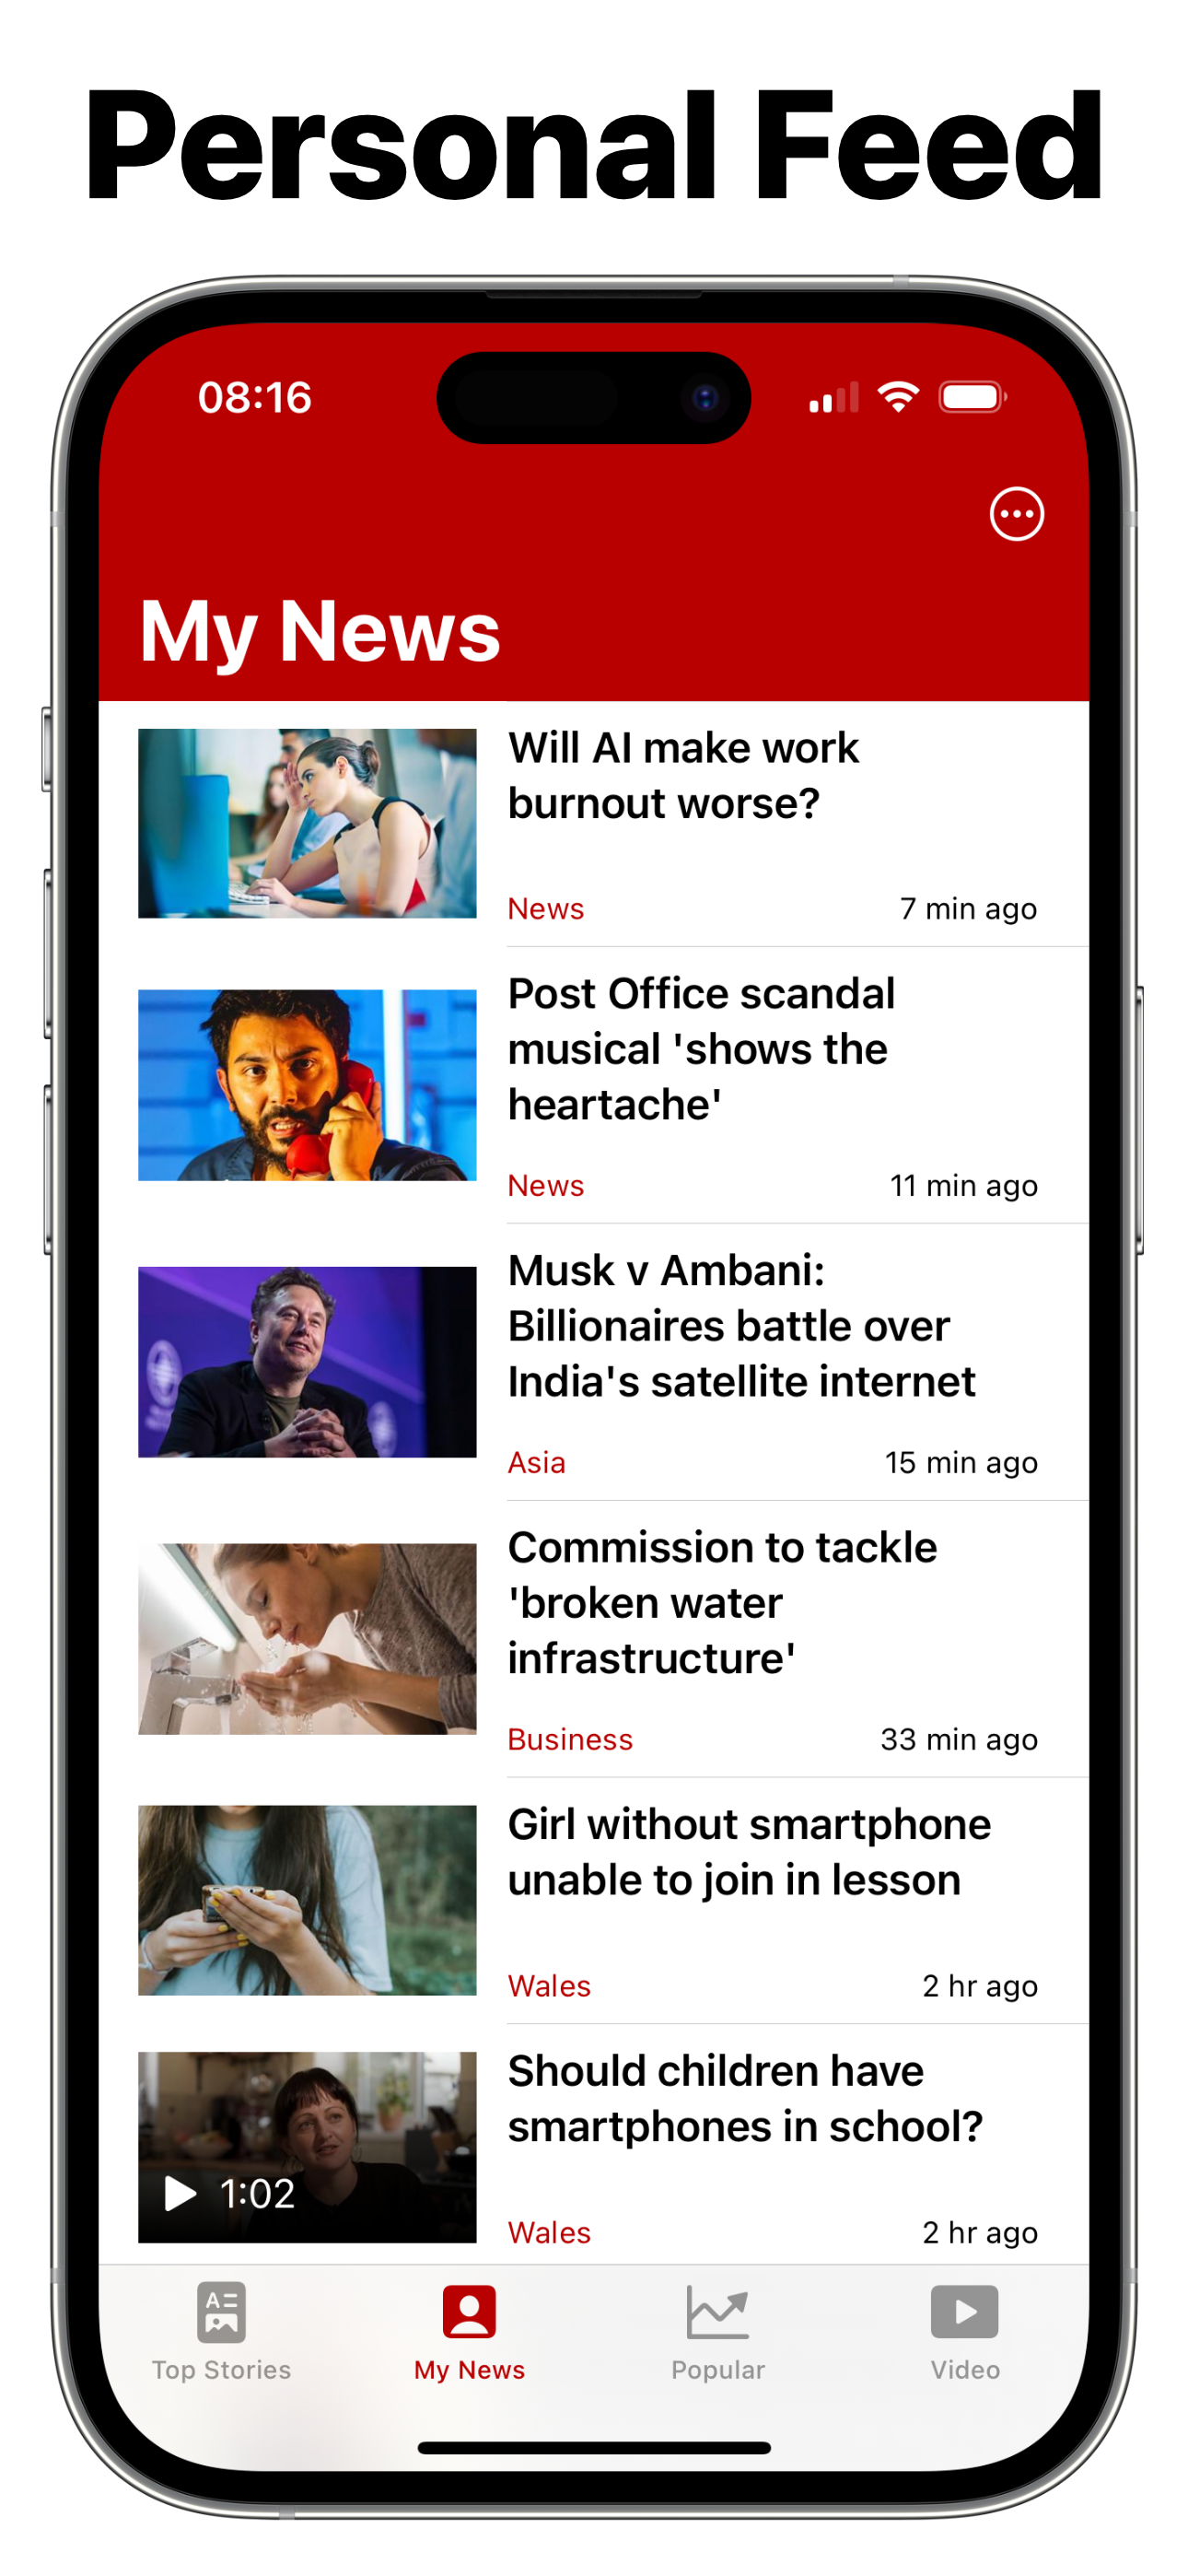 Personal Feed
08:16
My News
Will AI make work
burnout worse?
News 7 min ago
Post Office scandal
musical 'shows the
heartache'
News 11 min ago
Musk v Ambani:
Billionaires battle over
India's satellite internet
Asia 15 min ago
Commission to tackle
'broken water
infrastructure'
Business 33 min ago
Girl without smartphone
unable to join in lesson
Wales 2 hr ago
Should children have
smartphones in school?
1:02
Wales 2 hr ago
Top Stories My News Popular Video